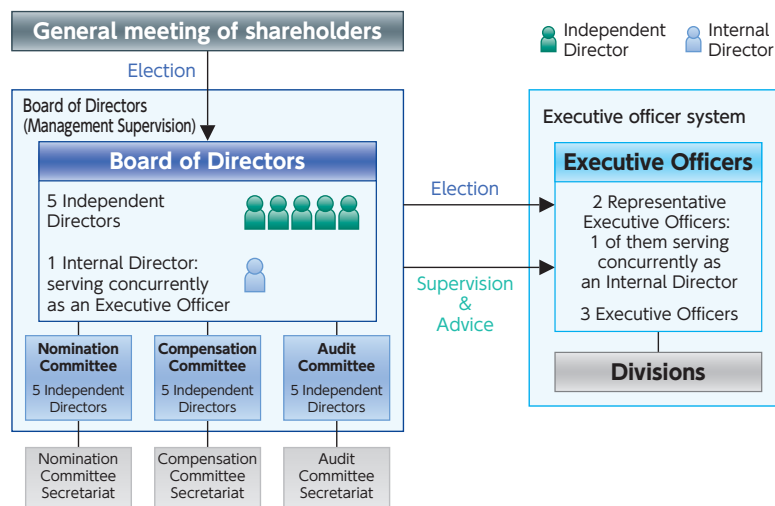 General meeting of shareholders
Independent
Director
Internal
Director
Election
Board of Directors
(Management Supervision)
Board of Directors
5 Independent
Directors
1 Internal Director:
serving concurrently
as an Executive Officer
Nomination
Committee
5 Independent
Directors
Compensation
Committee
5 Independent
Directors
Audit
Committee
5 Independent
Directors
Nomination
Committee
Secretariat
Compensation
Committee
Secretariat
Audit
Committee
Secretariat
Election
Supervision
&
Advice
Executive officer system
Executive Officers
2 Representative
Executive Officers:
1 of them serving
concurrently as
an Internal Director
3 Executive Officers
Divisions